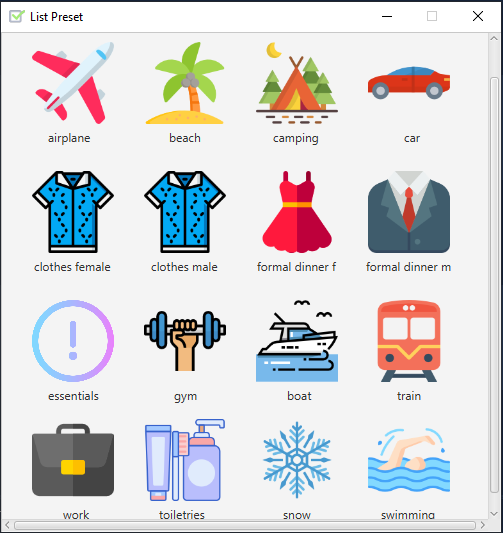 List Preset
airplane
beach
camping
car
clothes female
clothes male
formal dinner f
formal dinner m
essentials
gym
boat
train
work
toiletries
snow
swimming